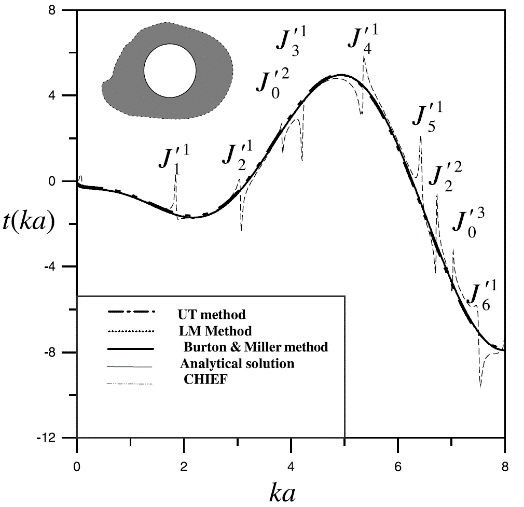 8
4
0
-4
-8
-12
t(ka)
J′₃¹
J′₄¹
J′₀²
J′₁¹
J′₂¹
J′₅¹
J′₂²
J′₀³
J′₆¹
UT method
LM Method
Burton & Miller method
Analytical solution
CHIEF
0 2 4 6 8
ka